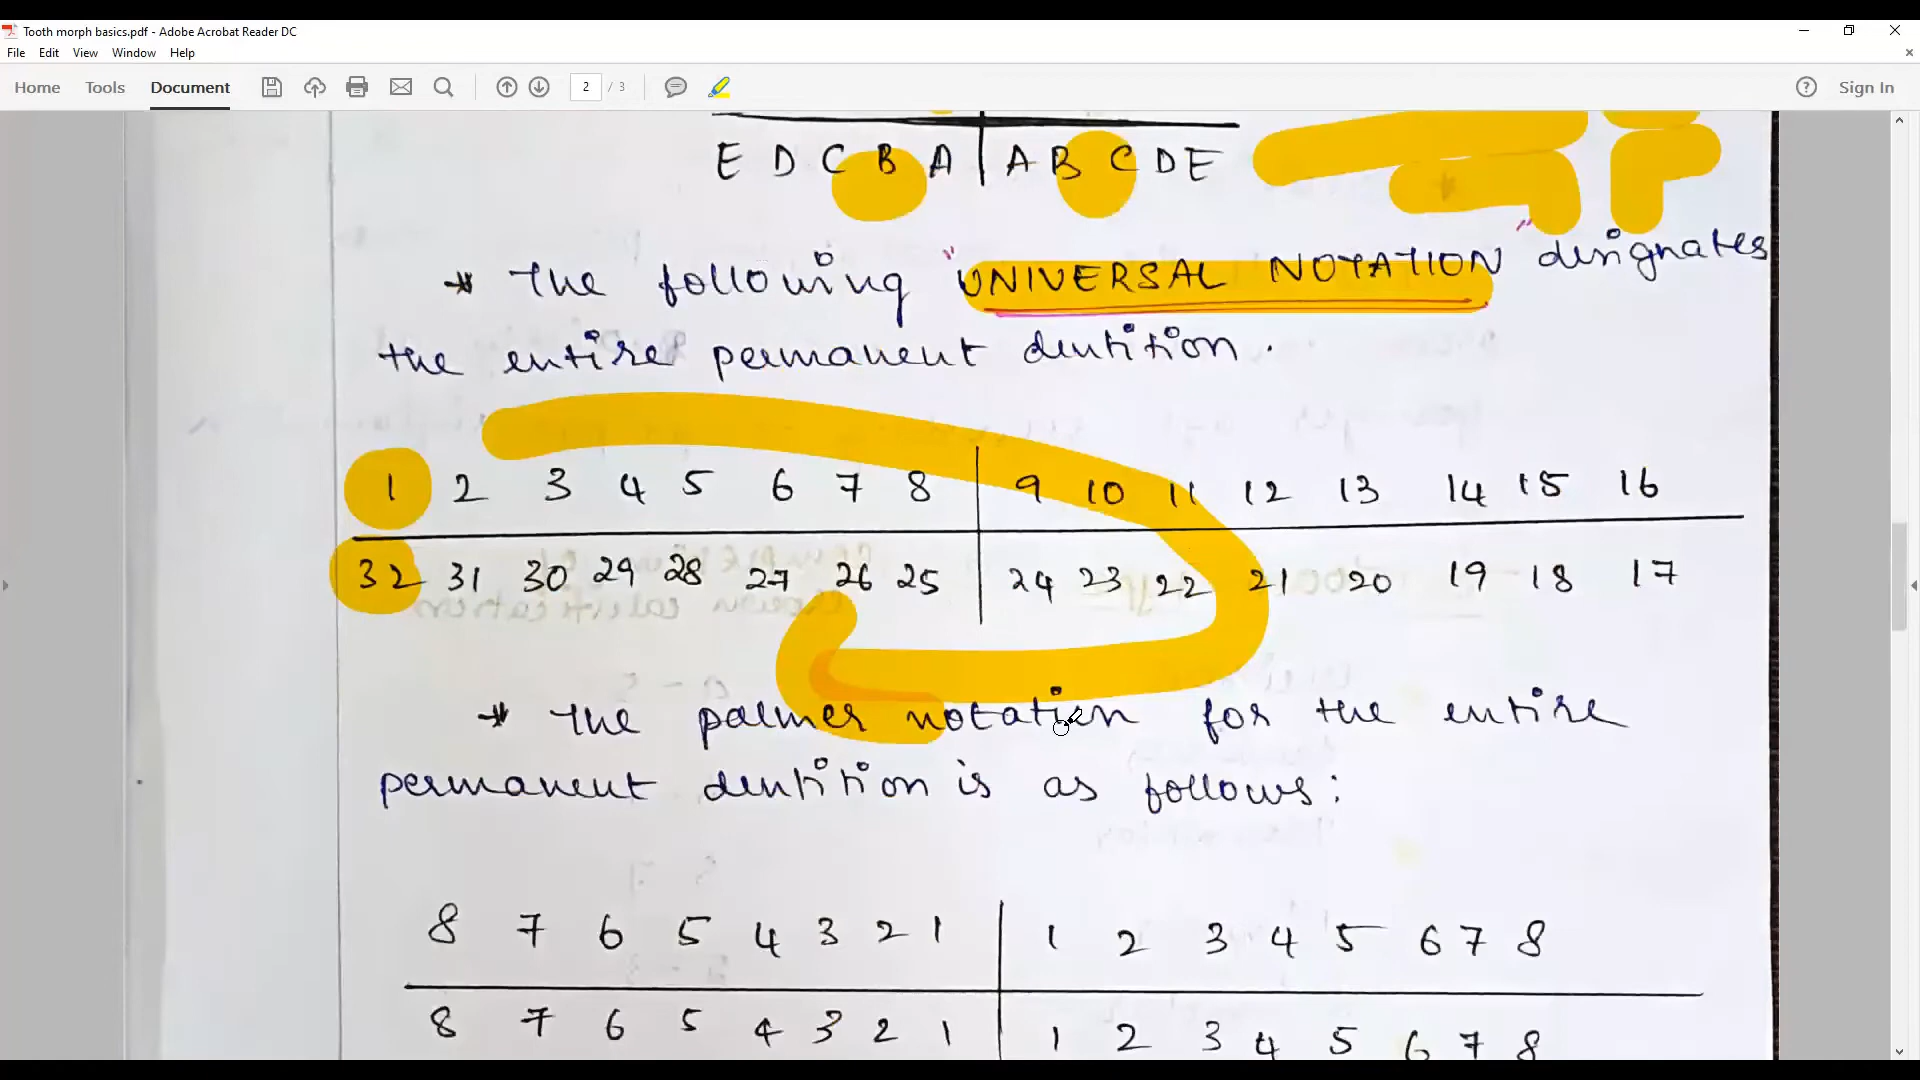 Tooth morph basics.pdf - Adobe Acrobat Reader DC
File Edit View Window Help
Home Tools Document 2 / 3 Sign In
E D C B A | A B C D E
* The following "UNIVERSAL NOTATION" designates
the entire permanent dentition.
1 2 3 4 5 6 7 8 | 9 10 11 12 13 14 15 16
32 31 30 29 28 27 26 25 | 24 23 22 21 20 19 18 17
* The palmer notation for the entire
permanent dentition is as follows:
8 7 6 5 4 3 2 1 | 1 2 3 4 5 6 7 8
8 7 6 5 4 3 2 1 | 1 2 3 4 5 6 7 8